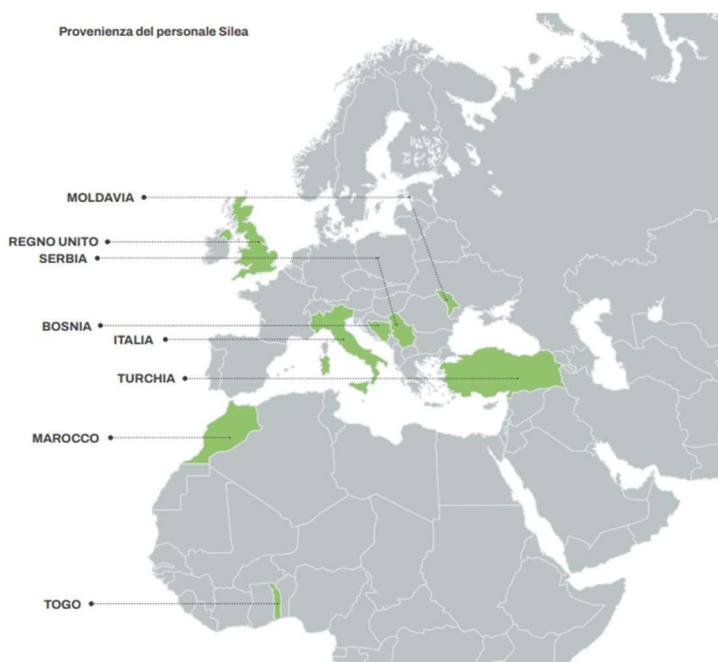 Provenienza del personale Silea
MOLDAVIA
REGNO UNITO
SERBIA
BOSNIA
ITALIA
TURCHIA
MAROCCO
TOGO